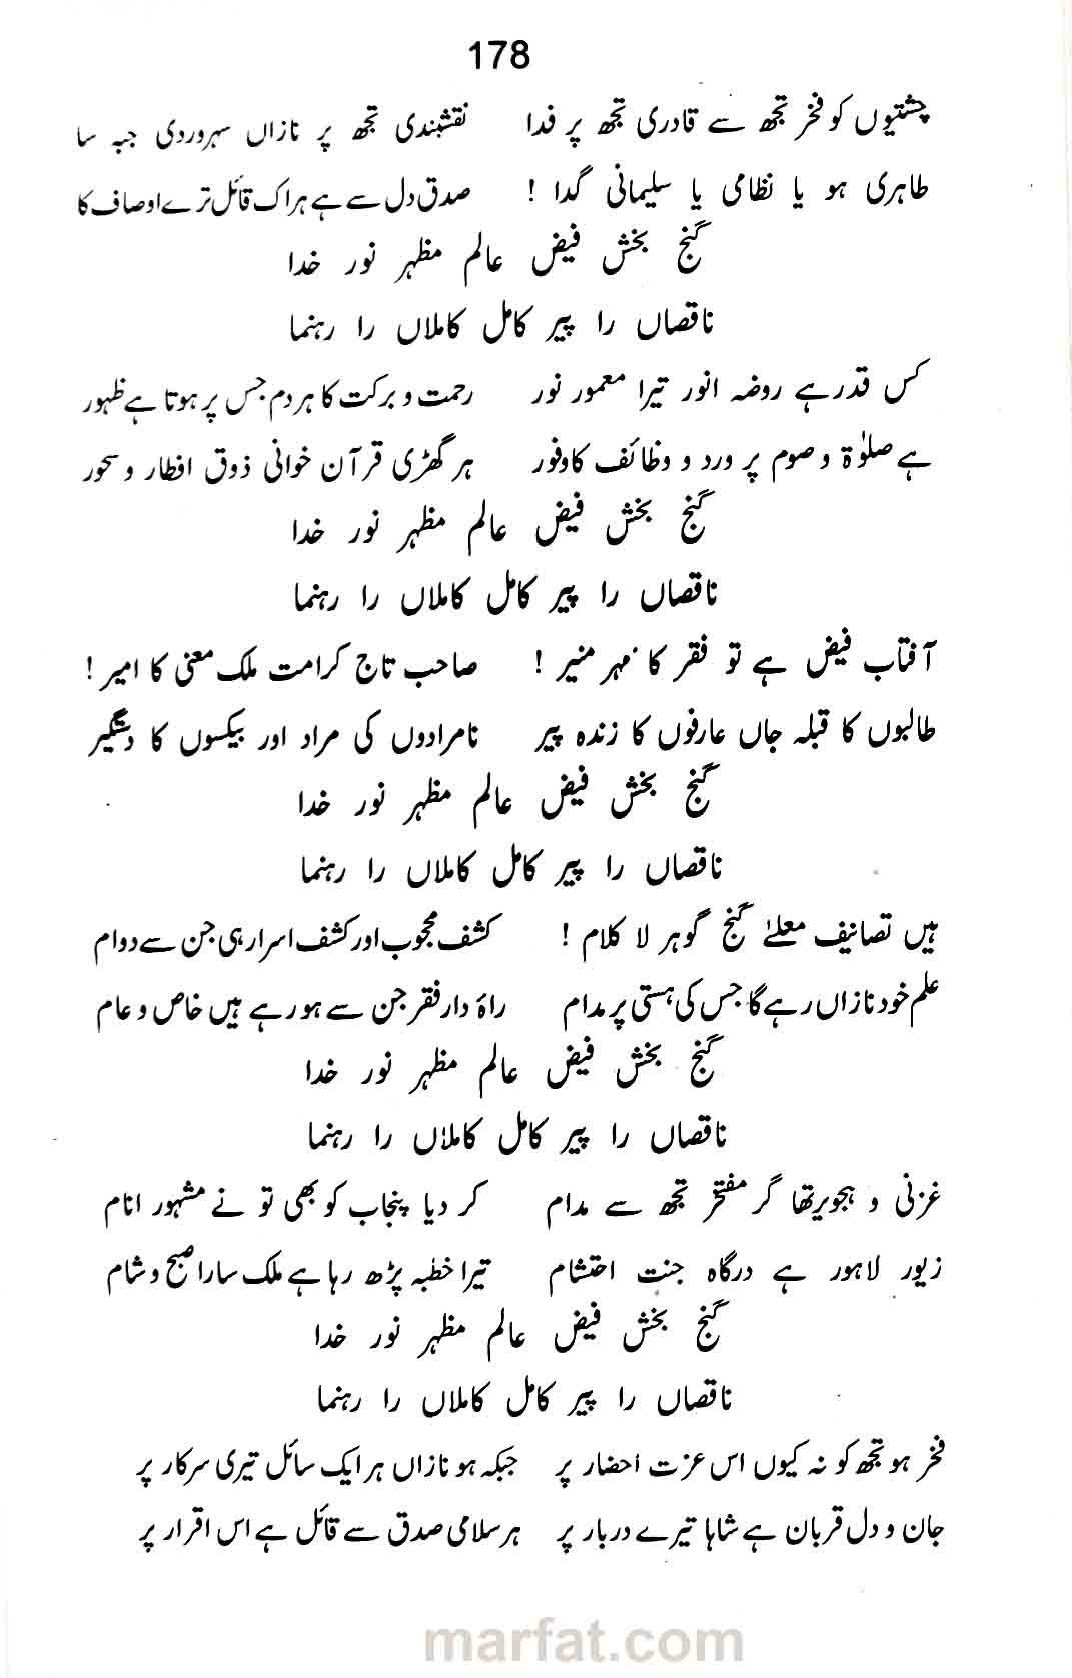 178
چشتیوں کو فخر تجھ سے قادری تجھ پر فدا نقشبندی تجھ پر نازاں سہروردی جبہ سا
طاہری ہو یا نظامی یا سلیمانی گدا ! صدق دل سے ہے ہر اک قائل ترے اوصاف کا
گنج بخش فیض عالم مظہر نور خدا
ناقصاں را پیر کامل کاملاں را رہنما
کس قدر ہے روضہ انور تیرا معمور نور رحمت و برکت کا ہر دم جس پر ہوتا ہے ظہور
ہے صلوٰۃ و صوم پر ورد و وظائف کا وفور ہر گھڑی قرآن خوانی ذوق افطار و سحور
گنج بخش فیض عالم مظہر نور خدا
ناقصاں را پیر کامل کاملاں را رہنما
آفتاب فیض ہے تو فقر کا مہر منیر ! صاحب تاج کرامت ملک معنی کا امیر !
طالبوں کا قبلہ جاں عارفوں کا زندہ پیر نامرادوں کی مراد اور بیکسوں کا دستگیر
گنج بخش فیض عالم مظہر نور خدا
ناقصاں را پیر کامل کاملاں را رہنما
ہیں تصانیف معلےٰ گنج گوہر لا کلام ! کشف محجوب اور کشف اسرار ہی جن سے دوام
علم خود نازاں رہے گا جس کی ہستی پر مدام راۂ دار فقر جن سے ہو رہے ہیں خاص و عام
گنج بخش فیض عالم مظہر نور خدا
ناقصاں را پیر کامل کاملاں را رہنما
غزنی و ہجویر تھا گر مفتخر تجھ سے مدام کر دیا پنجاب کو بھی تو نے مشہور انام
زیور لاہور ہے درگاہ جنت احتشام تیرا خطبہ پڑھ رہا ہے ملک سارا صبح و شام
گنج بخش فیض عالم مظہر نور خدا
ناقصاں را پیر کامل کاملاں را رہنما
فخر ہو تجھ کو نہ کیوں اس عزت احضار پر جبکہ ہو نازاں ہر ایک سائل تیری سرکار پر
جان و دل قربان ہے شاہا تیرے دربار پر ہر سلامی صدق سے قائل ہے اس اقرار پر
marfat.com